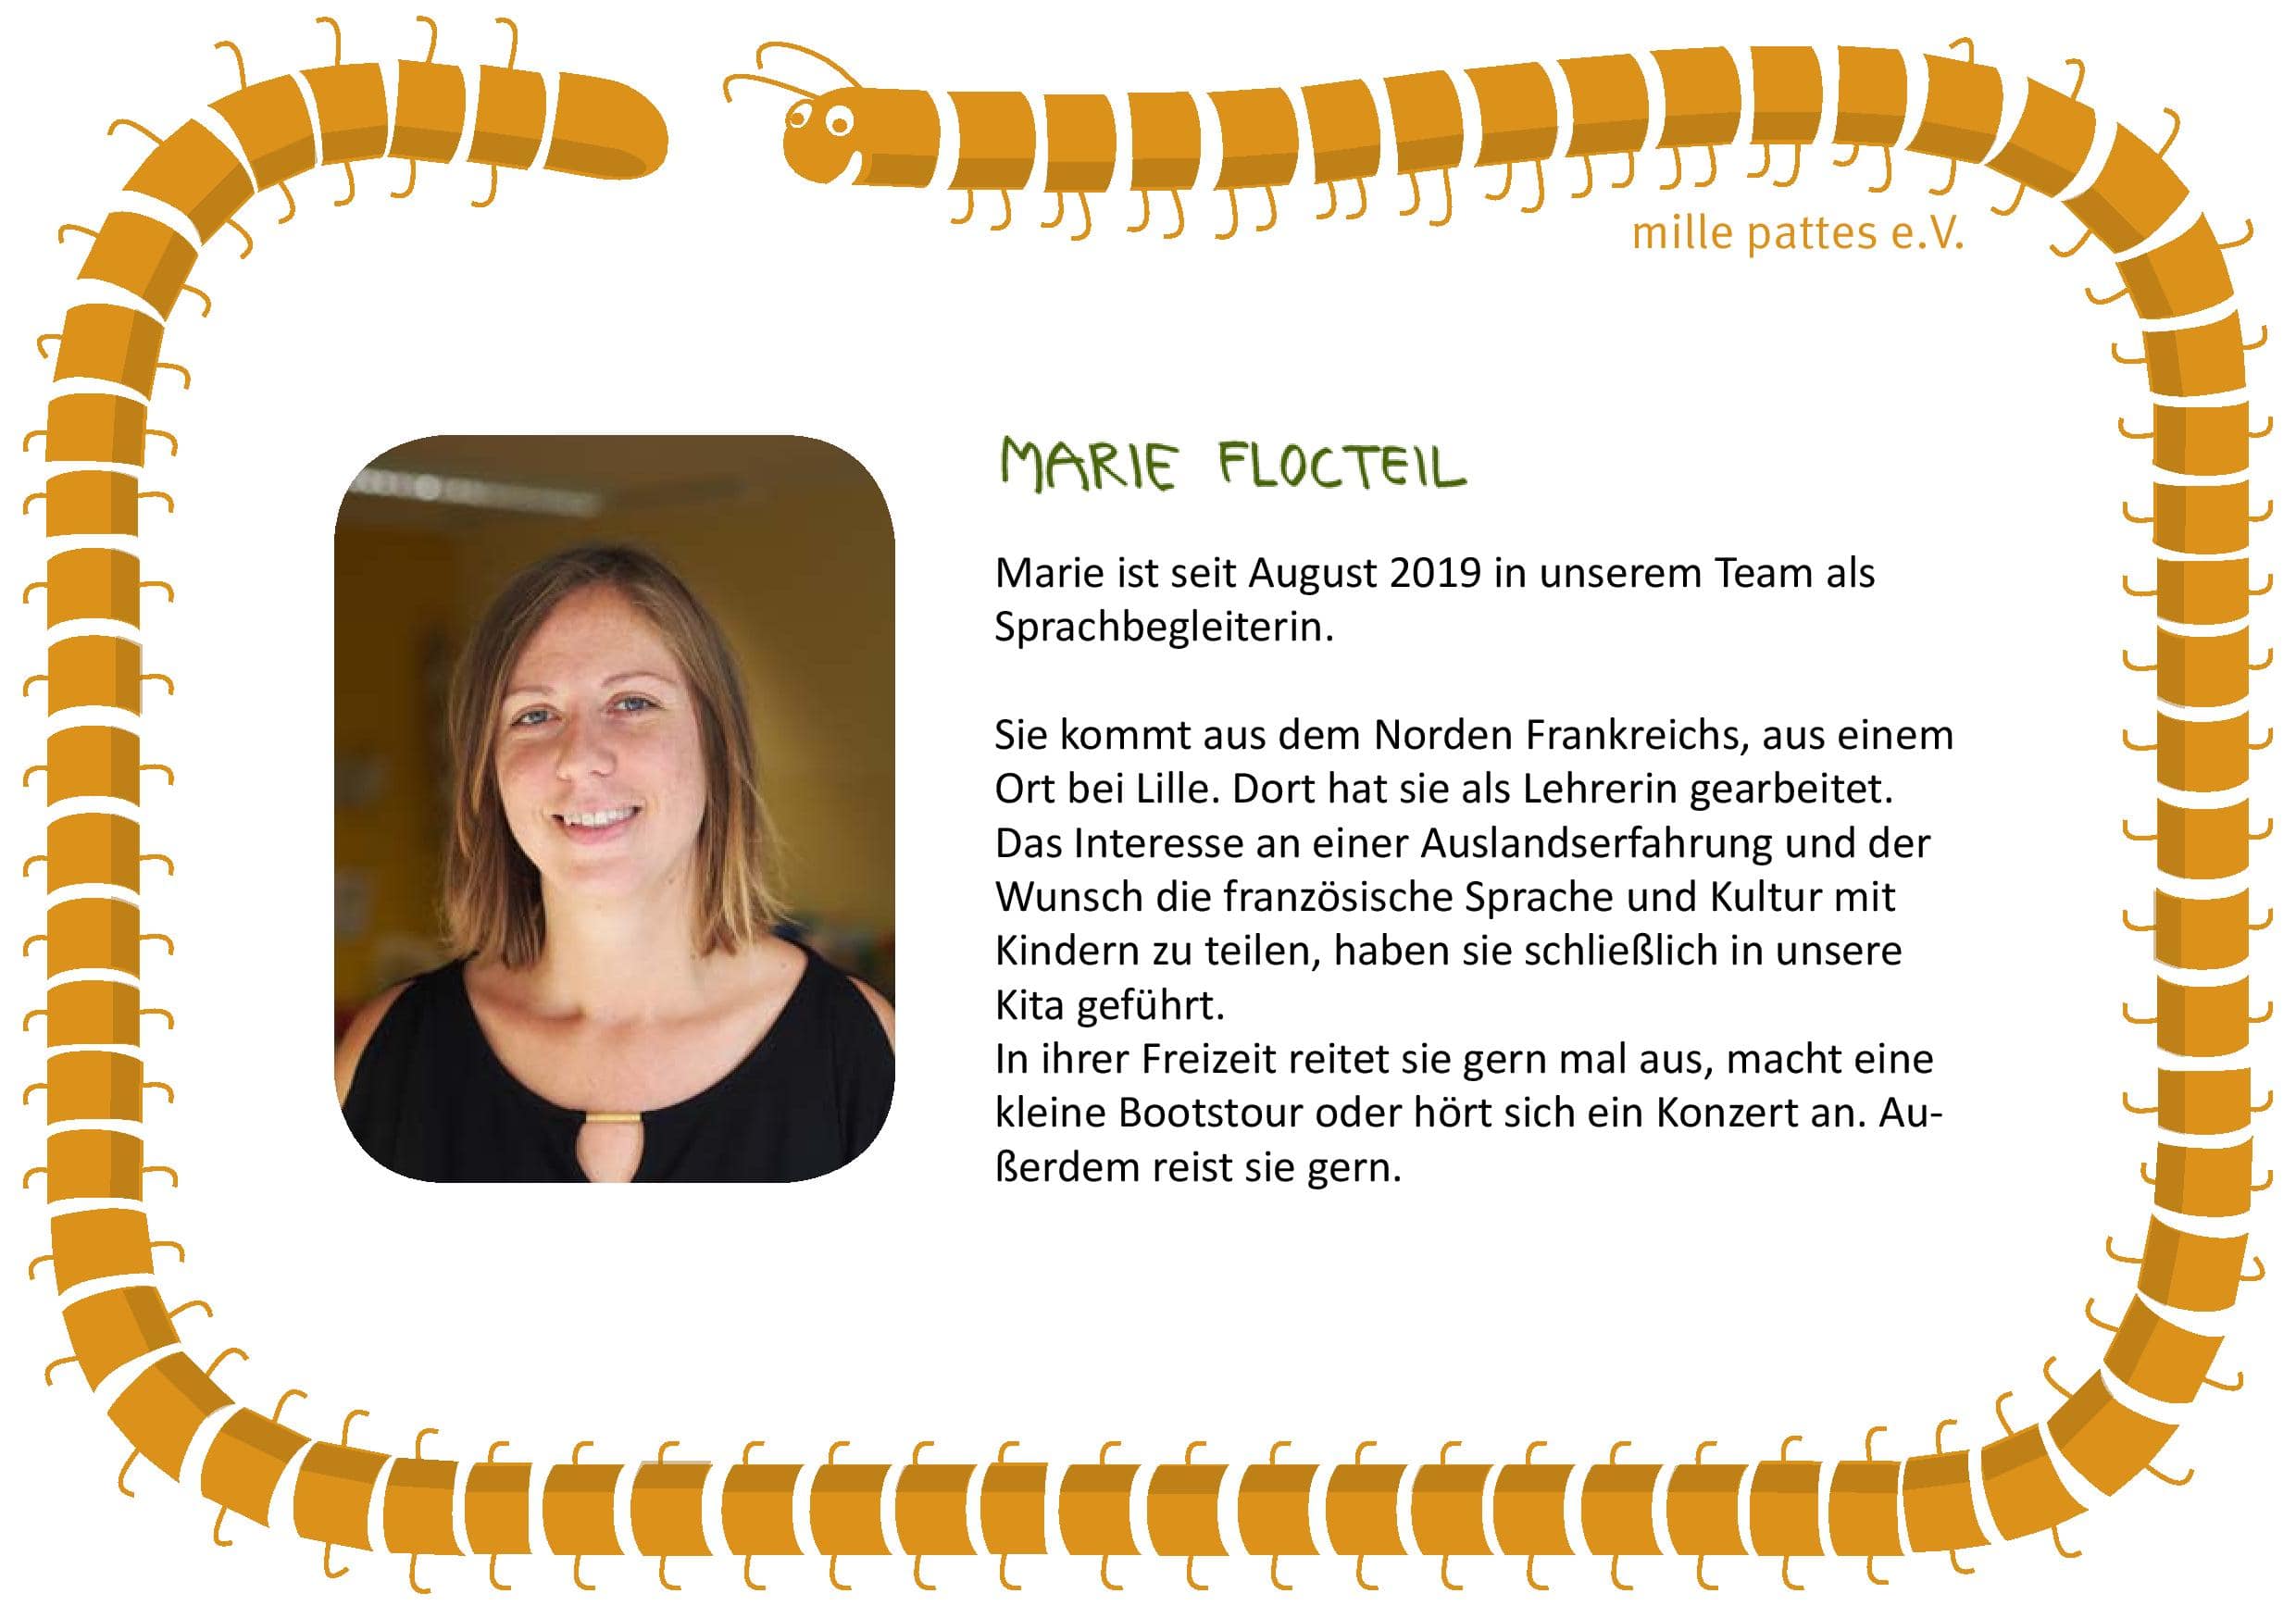 mille pattes e.V.
MARIE FLOCTEIL
Marie ist seit August 2019 in unserem Team als
Sprachbegleiterin.
Sie kommt aus dem Norden Frankreichs, aus einem
Ort bei Lille. Dort hat sie als Lehrerin gearbeitet.
Das Interesse an einer Auslandserfahrung und der
Wunsch die französische Sprache und Kultur mit
Kindern zu teilen, haben sie schließlich in unsere
Kita geführt.
In ihrer Freizeit reitet sie gern mal aus, macht eine
kleine Bootstour oder hört sich ein Konzert an. Au-
ßerdem reist sie gern.